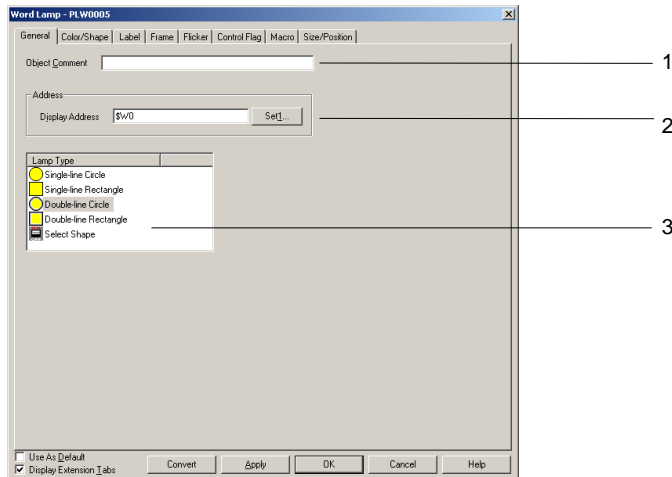 Word Lamp - PLW0005
General Color/Shape Label Frame Flicker Control Flag Macro Size/Position
Object Comment 1
Address
Display Address $W0 Set1... 2
Lamp Type
Single-line Circle
Single-line Rectangle
Double-line Circle
Double-line Rectangle
Select Shape 3
Use As Default
Display Extension Tabs Convert Apply OK Cancel Help